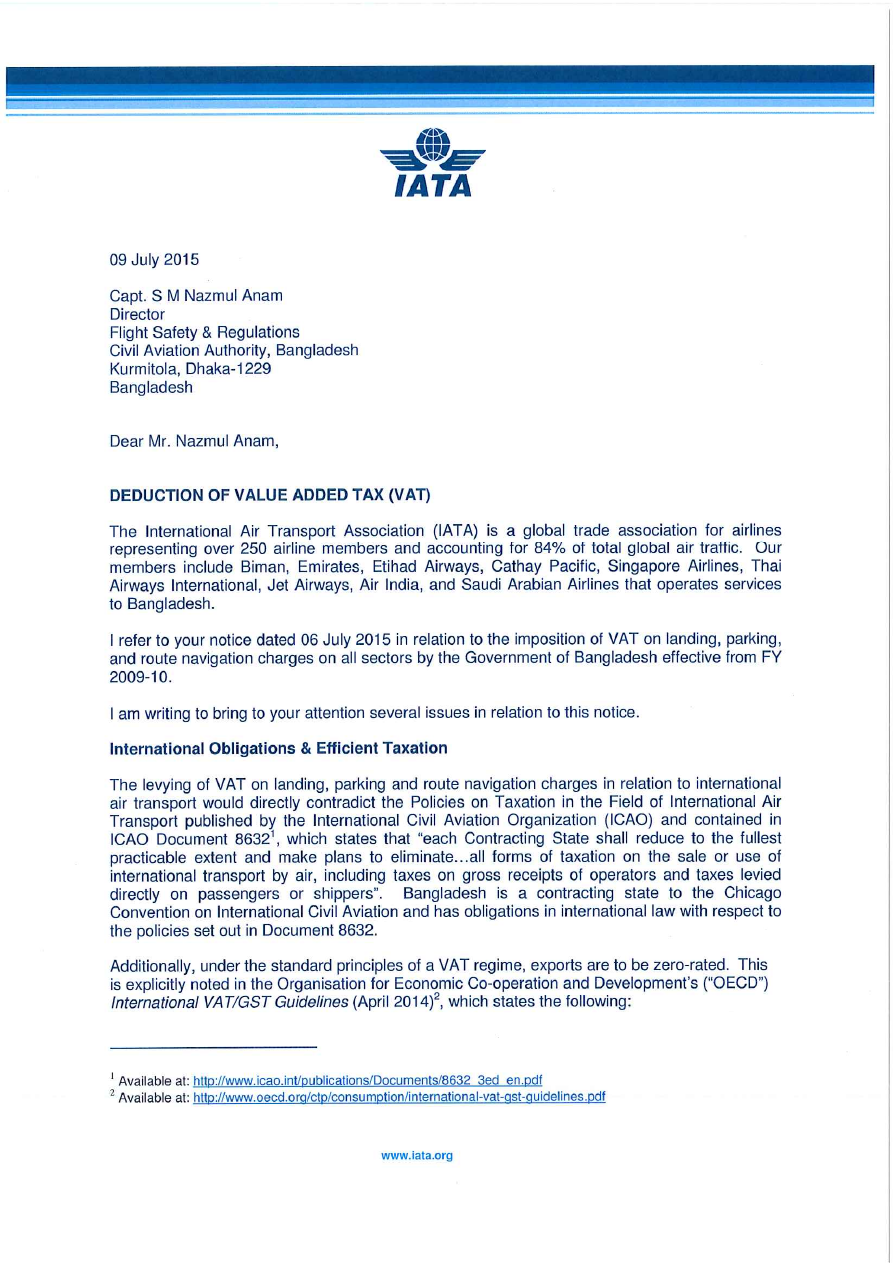 IATA
09 July 2015
Capt. S M Nazmul Anam
Director
Flight Safety & Regulations
Civil Aviation Authority, Bangladesh
Kurmitola, Dhaka-1229
Bangladesh
Dear Mr. Nazmul Anam,
DEDUCTION OF VALUE ADDED TAX (VAT)
The International Air Transport Association (IATA) is a global trade association for airlines
representing over 250 airline members and accounting for 84% of total global air traffic. Our
members include Biman, Emirates, Etihad Airways, Cathay Pacific, Singapore Airlines, Thai
Airways International, Jet Airways, Air India, and Saudi Arabian Airlines that operates services
to Bangladesh.
I refer to your notice dated 06 July 2015 in relation to the imposition of VAT on landing, parking,
and route navigation charges on all sectors by the Government of Bangladesh effective from FY
2009-10.
I am writing to bring to your attention several issues in relation to this notice.
International Obligations & Efficient Taxation
The levying of VAT on landing, parking and route navigation charges in relation to international
air transport would directly contradict the Policies on Taxation in the Field of International Air
Transport published by the International Civil Aviation Organization (ICAO) and contained in
ICAO Document 8632¹, which states that “each Contracting State shall reduce to the fullest
practicable extent and make plans to eliminate…all forms of taxation on the sale or use of
international transport by air, including taxes on gross receipts of operators and taxes levied
directly on passengers or shippers”. Bangladesh is a contracting state to the Chicago
Convention on International Civil Aviation and has obligations in international law with respect to
the policies set out in Document 8632.
Additionally, under the standard principles of a VAT regime, exports are to be zero-rated. This
is explicitly noted in the Organisation for Economic Co-operation and Development's (“OECD”)
International VAT/GST Guidelines (April 2014)², which states the following:
¹ Available at: http://www.icao.int/publications/Documents/8632_3ed_en.pdf
² Available at: http://www.oecd.org/ctp/consumption/international-vat-gst-guidelines.pdf
www.iata.org